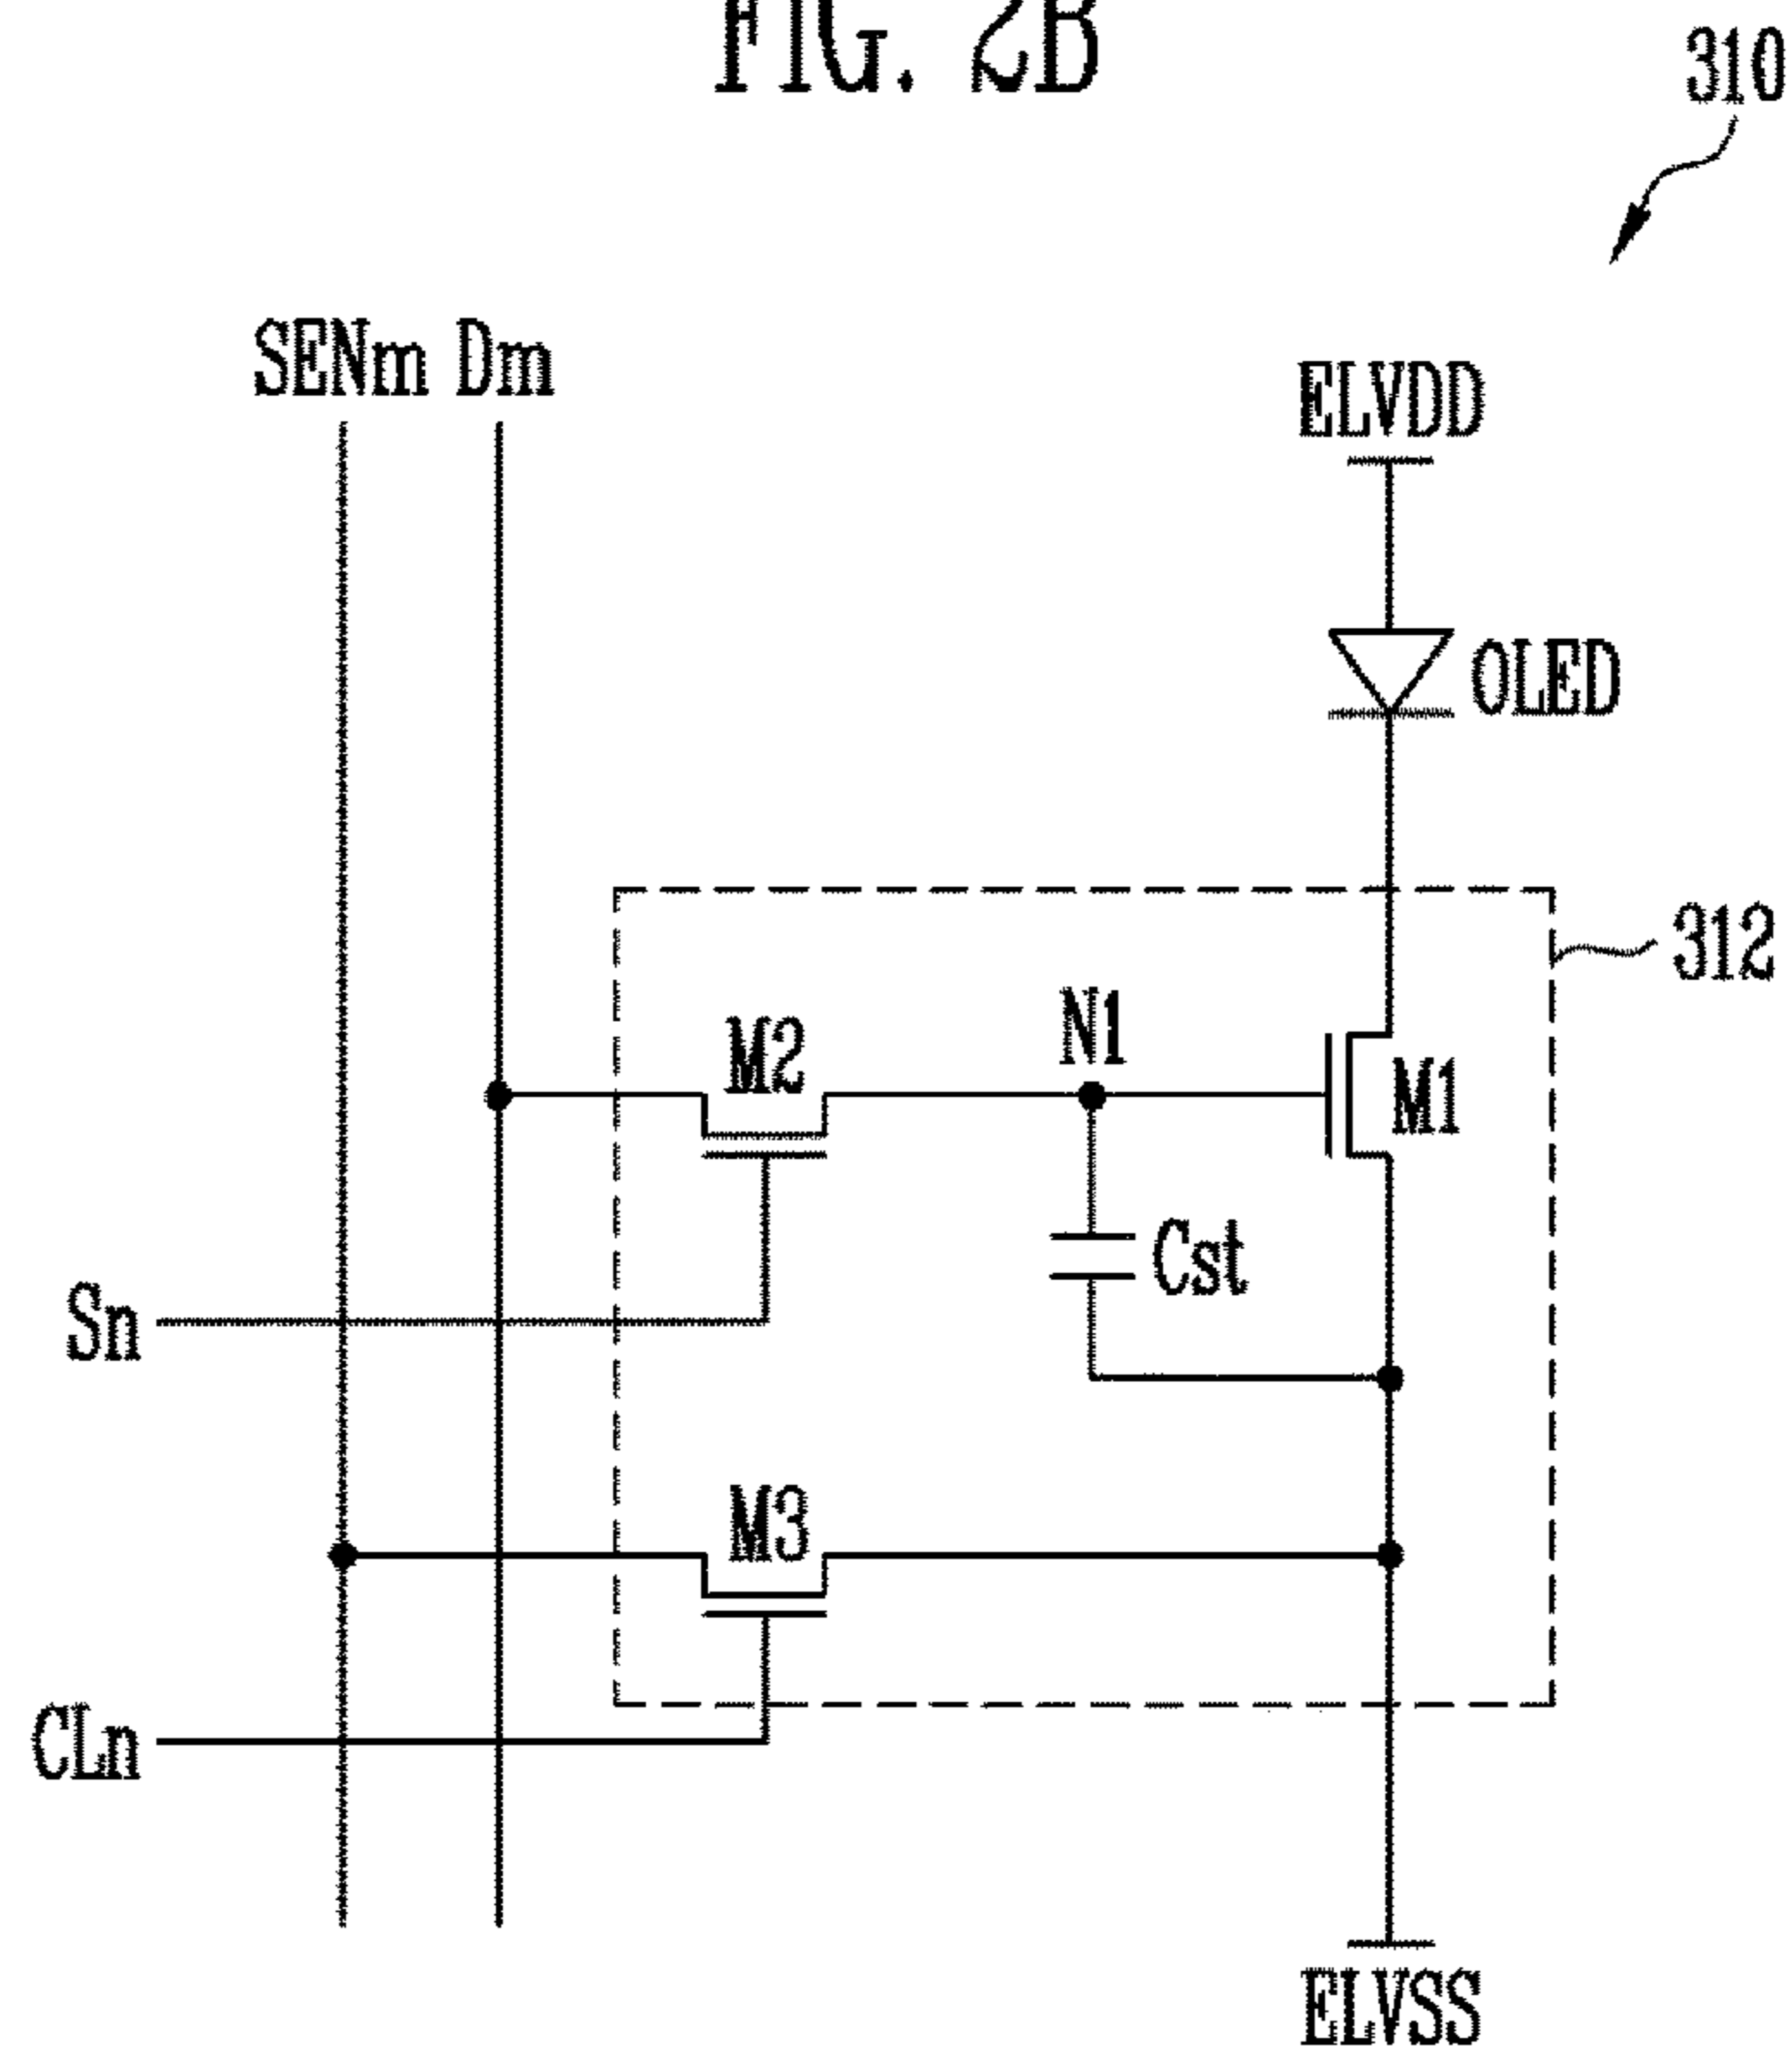 FIG. 2B
310
SENm Dm
ELVDD
OLED
312
M2
N1
M1
Cst
Sn
M3
CLn
ELVSS